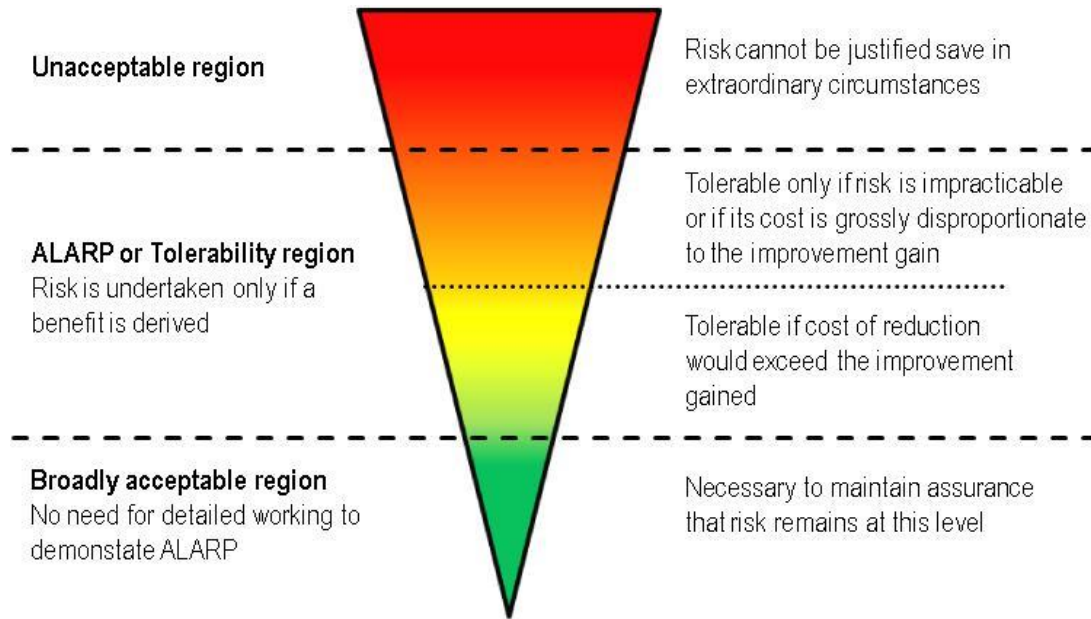 Unacceptable region
Risk cannot be justified save in
extraordinary circumstances
ALARP or Tolerability region
Risk is undertaken only if a
benefit is derived
Tolerable only if risk is impracticable
or if its cost is grossly disproportionate
to the improvement gain
Tolerable if cost of reduction
would exceed the improvement
gained
Broadly acceptable region
No need for detailed working to
demonstate ALARP
Necessary to maintain assurance
that risk remains at this level